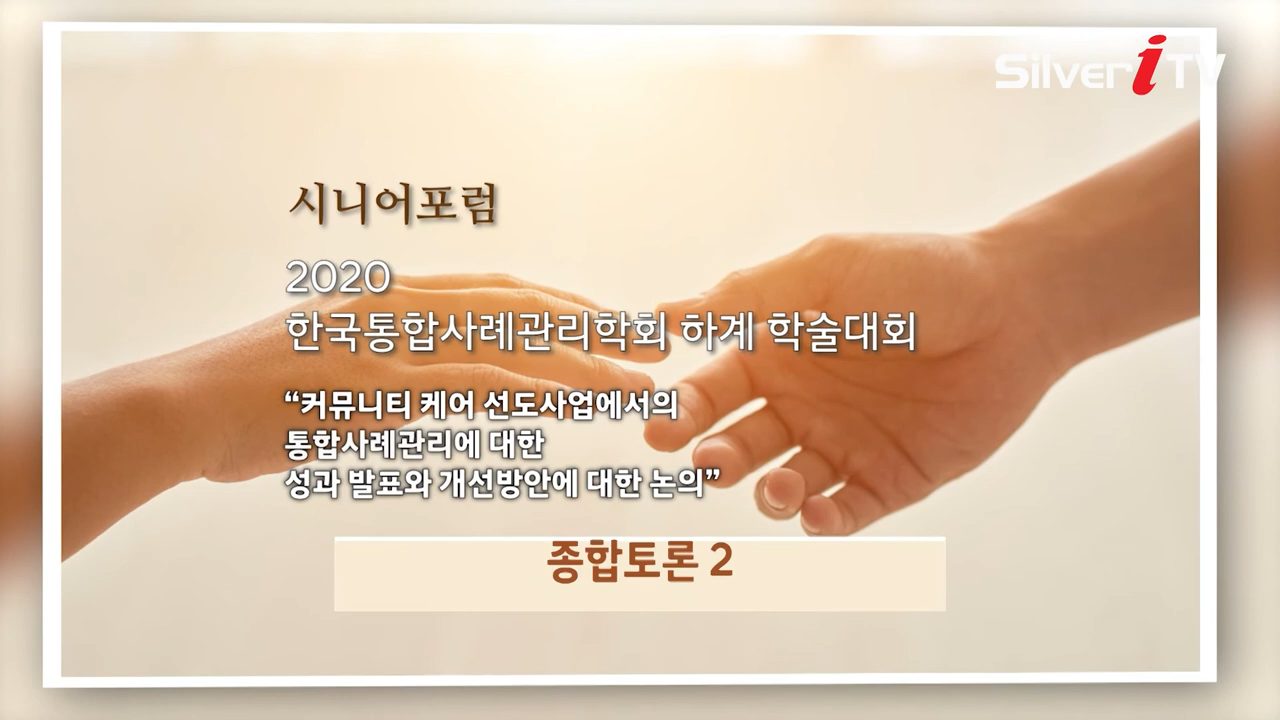 Silver i TV
시니어포럼
2020
한국통합사례관리학회 하계 학술대회
“커뮤니티 케어 선도사업에서의
통합사례관리에 대한
성과 발표와 개선방안에 대한 논의”
종합토론 2